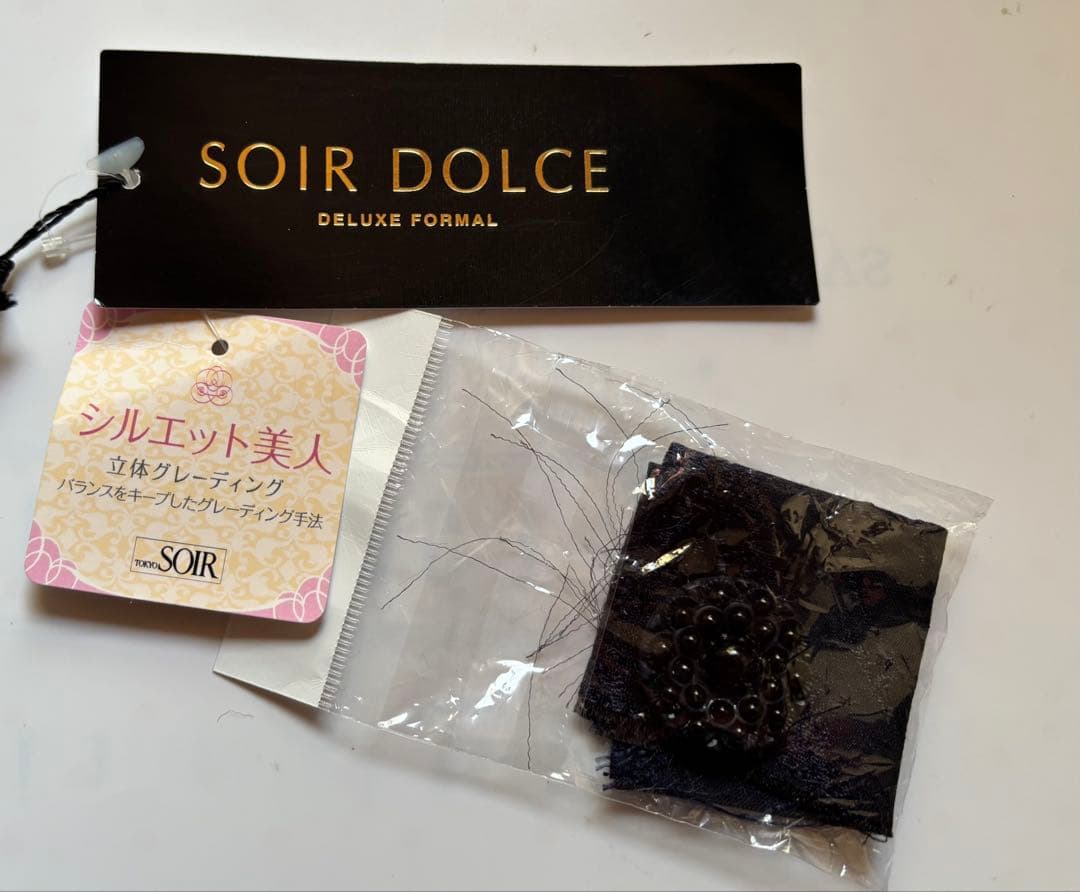 SOIR DOLCE
DELUXE FORMAL
シルエット美人
立体グレーディング
バランスをキープしたグレーディング手法
TOKYO SOIR